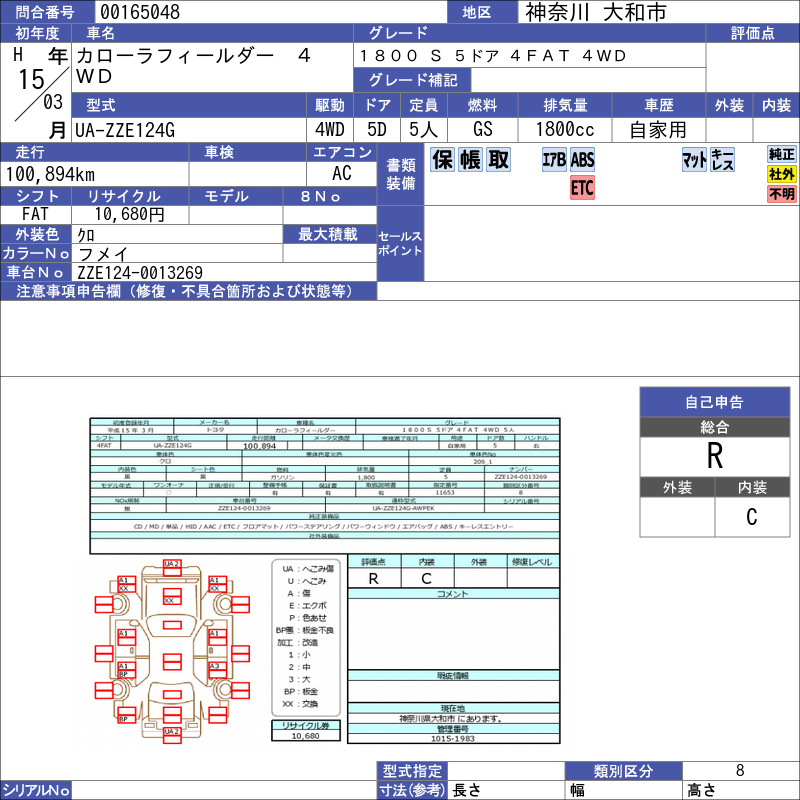 問合番号 00165048 地区 神奈川 大和市
初年度 車名 グレード 評価点
H 15 年 03 月
カローラフィールダー 4
WD
1800 S 5ドア 4FAT 4WD
グレード補記
型式 駆動 ドア 定員 燃料 排気量 車歴 外装 内装
UA-ZZE124G 4WD 5D 5人 GS 1800cc 自家用
走行 車検 エアコン 書類 装備
100,894km AC
保 帳 取 エアB ABS ETC マット キーレス 純正 社外 不明
シフト リサイクル モデル 8No
FAT 10,680円
外装色 クロ 最大積載 セールスポイント
カラーNo フメイ
車台No ZZE124-0013269
注意事項申告欄（修復・不具合箇所および状態等）
自己申告
総合
R
外装 内装
C
初度登録年月 メーカー名 車種名 グレード
平成15年 3月 トヨタ カローラフィールダー 1800S 5ドア 4FAT 4WD 5人
シフト 型式 走行距離 メータ交換歴 車検満了年月 用途 ドア数 ハンドル
4FAT UA-ZZE124G 100,894 自家用 5 右
車体色 車体色変出色 車体色No
クロ 209_1
内装色 シート色 燃料 排気量 定員 ナンバー
黒 黒 ガソリン 1,800 5 ZZE124-0013269
モデル年式 ワンオーナ 正規/並行 整備手帳 保証書 取扱説明書 指定番号 類別区分番号
□ 有 有 有 11653 8
NOx規制 車台番号 通称型式 シリアル番号
無 ZZE124-0013269 UA-ZZE124G-AWPEK
純正装備品
CD / MD / 単品 / HID / AAC / ETC / フロアマット / パワーステアリング / パワーウィンドウ / エアバッグ / ABS / キーレスエントリー
社外装備品
UA2
A1 XX
XX
A1 XX
A1
A1
A1 BP
A3
BP
BP
UA2
UA：へこみ傷
U：へこみ
A：傷
E：エクボ
P：色あせ
BP悪：板金不良
加工：改造
1：小
2：中
3：大
BP：板金
XX：交換
リサイクル券
10,680
評価点 内装 外装 修復レベル
R C
コメント
瑕疵情報
現在地
神奈川県大和市 にあります。
管理番号
1015-1983
型式指定 類別区分 8
シリアルNo 寸法(参考) 長さ 幅 高さ